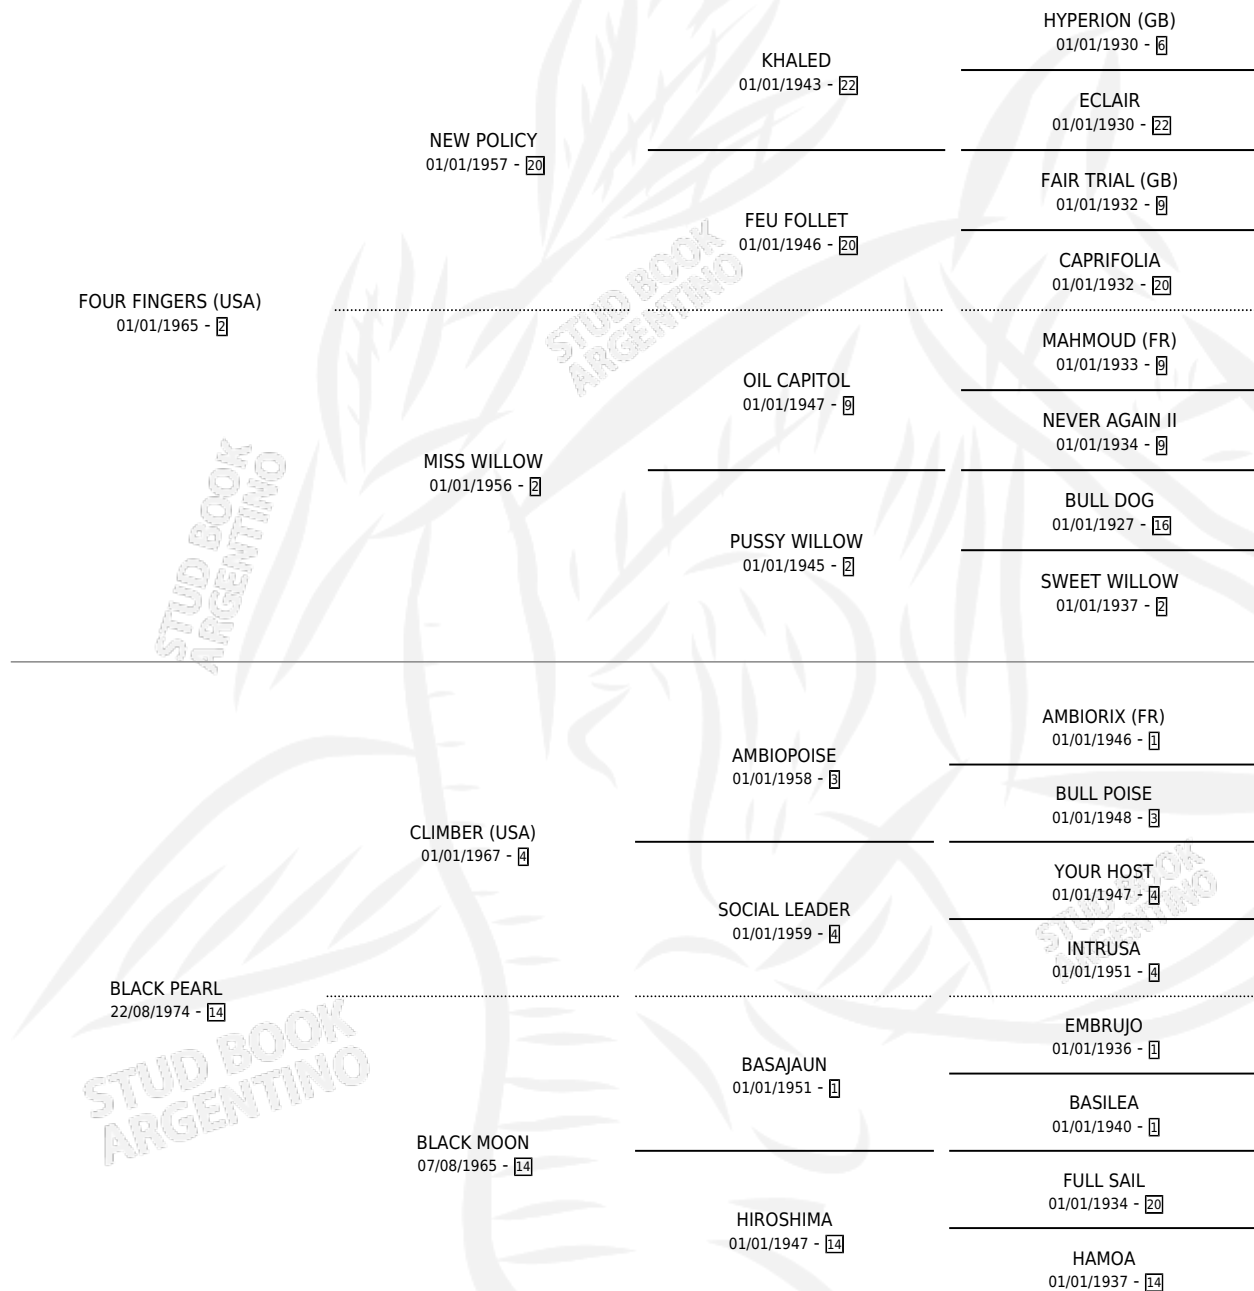 HYPERION (GB)
01/01/1930 - 6
KHALED
01/01/1943 - 22
ECLAIR
01/01/1930 - 22
NEW POLICY
01/01/1957 - 20
FAIR TRIAL (GB)
01/01/1932 - 9
FEU FOLLET
01/01/1946 - 20
CAPRIFOLIA
01/01/1932 - 20
FOUR FINGERS (USA)
01/01/1965 - 2
MAHMOUD (FR)
01/01/1933 - 9
OIL CAPITOL
01/01/1947 - 9
NEVER AGAIN II
01/01/1934 - 9
MISS WILLOW
01/01/1956 - 2
BULL DOG
01/01/1927 - 16
PUSSY WILLOW
01/01/1945 - 2
SWEET WILLOW
01/01/1937 - 2
AMBIORIX (FR)
01/01/1946 - 1
AMBIOPOISE
01/01/1958 - 3
BULL POISE
01/01/1948 - 3
CLIMBER (USA)
01/01/1967 - 4
YOUR HOST
01/01/1947 - 4
SOCIAL LEADER
01/01/1959 - 4
INTRUSA
01/01/1951 - 4
BLACK PEARL
22/08/1974 - 14
EMBRUJO
01/01/1936 - 1
BASAJAUN
01/01/1951 - 1
BASILEA
01/01/1940 - 1
BLACK MOON
07/08/1965 - 14
FULL SAIL
01/01/1934 - 20
HIROSHIMA
01/01/1947 - 14
HAMOA
01/01/1937 - 14
STUD BOOK
ARGENTINO
STUD BOOK
ARGENTINO
STUD BOOK
ARGENTINO
STUD BOOK
ARGENTINO